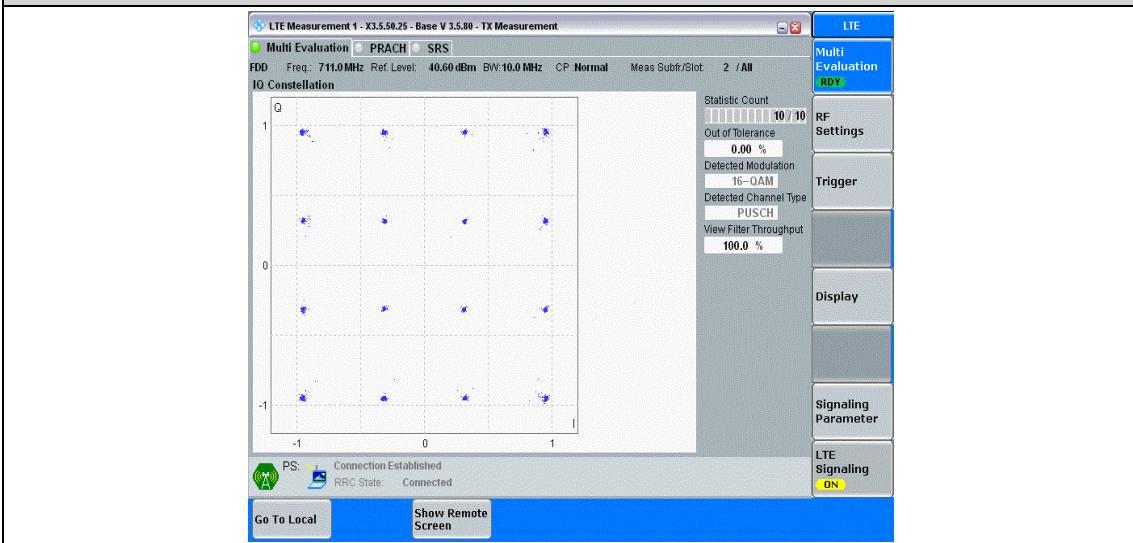 LTE Measurement 1 - X3.5.50.25 - Base V 3.5.80 - TX Measurement
LTE
Multi Evaluation PRACH SRS
FDD Freq.: 711.0 MHz Ref. Level: 40.60 dBm BW: 10.0 MHz CP: Normal Meas Subfr./Slot: 2 / All
IQ Constellation
Q
1
0
-1
-1 0 1
I
Statistic Count
10 / 10
Out of Tolerance
0.00 %
Detected Modulation
16-QAM
Detected Channel Type
PUSCH
View Filter Throughput
100.0 %
Multi
Evaluation
RDY
RF
Settings
Trigger
Display
Signaling
Parameter
LTE
Signaling
ON
PS: Connection Established
RRC State: Connected
Go To Local
Show Remote
Screen